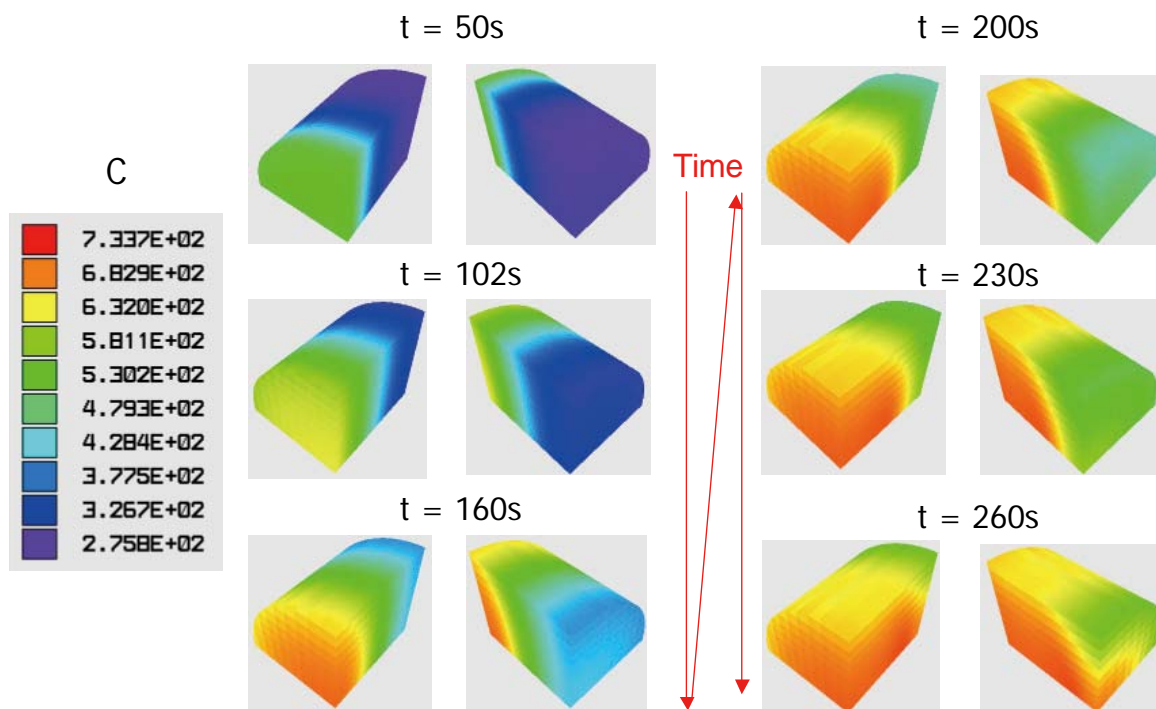 t = 50s
t = 200s
C
Time
7.337E+02
6.829E+02
6.320E+02
5.811E+02
5.302E+02
4.793E+02
4.284E+02
3.775E+02
3.267E+02
2.758E+02
t = 102s
t = 230s
t = 160s
t = 260s